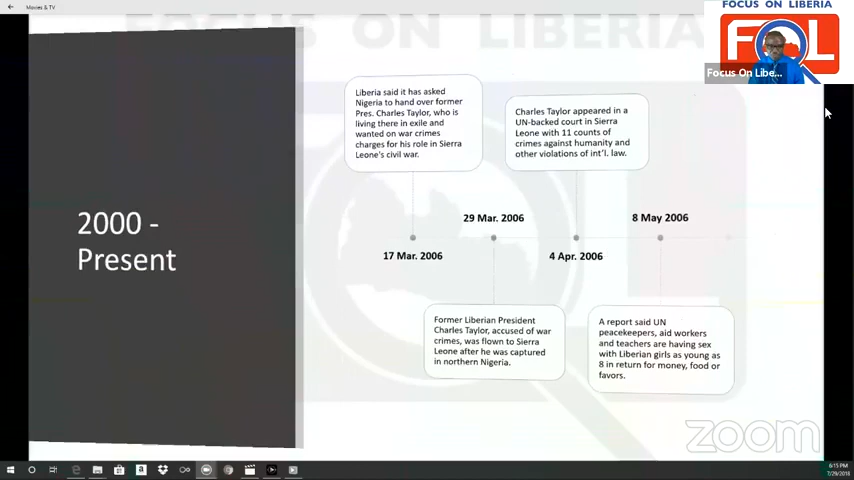 Movies & TV
FOCUS ON LIBERIA
FOCUS ON LIBERIA
FOL
Focus On Libe...
Liberia said it has asked
Nigeria to hand over former
Pres. Charles Taylor, who is
living there in exile and
wanted on war crimes
charges for his role in Sierra
Leone's civil war.
Charles Taylor appeared in a
UN-backed court in Sierra
Leone with 11 counts of
crimes against humanity and
other violations of int'l. law.
2000 -
Present
29 Mar. 2006
8 May 2006
17 Mar. 2006
4 Apr. 2006
Former Liberian President
Charles Taylor, accused of war
crimes, was flown to Sierra
Leone after he was captured
in northern Nigeria.
A report said UN
peacekeepers, aid workers
and teachers are having sex
with Liberian girls as young as
8 in return for money, food or
favors.
zoom
6:15 PM
7/29/2018